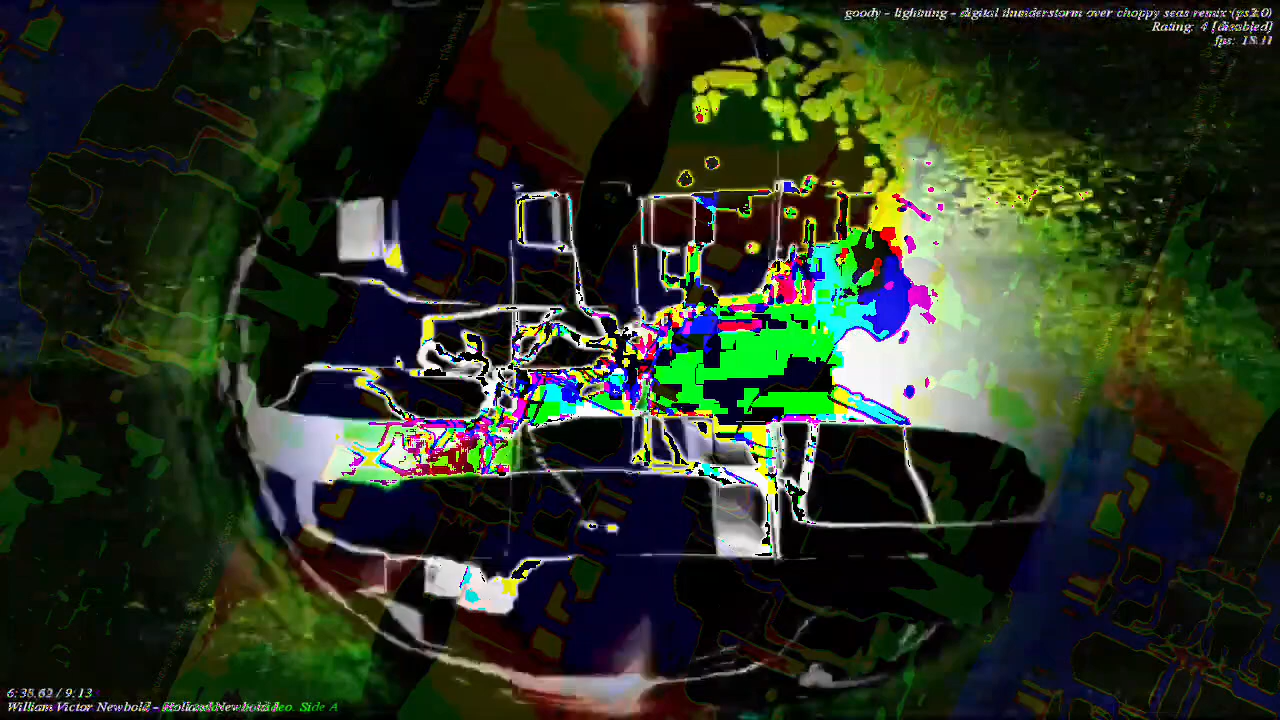 goody - lightning - digital thunderstorm over choppy seas remix (ps2.0)
Rating: 4 [disabled]
fps: 18.11
6:38.62 / 9:13
William Victor Newbold - Side A